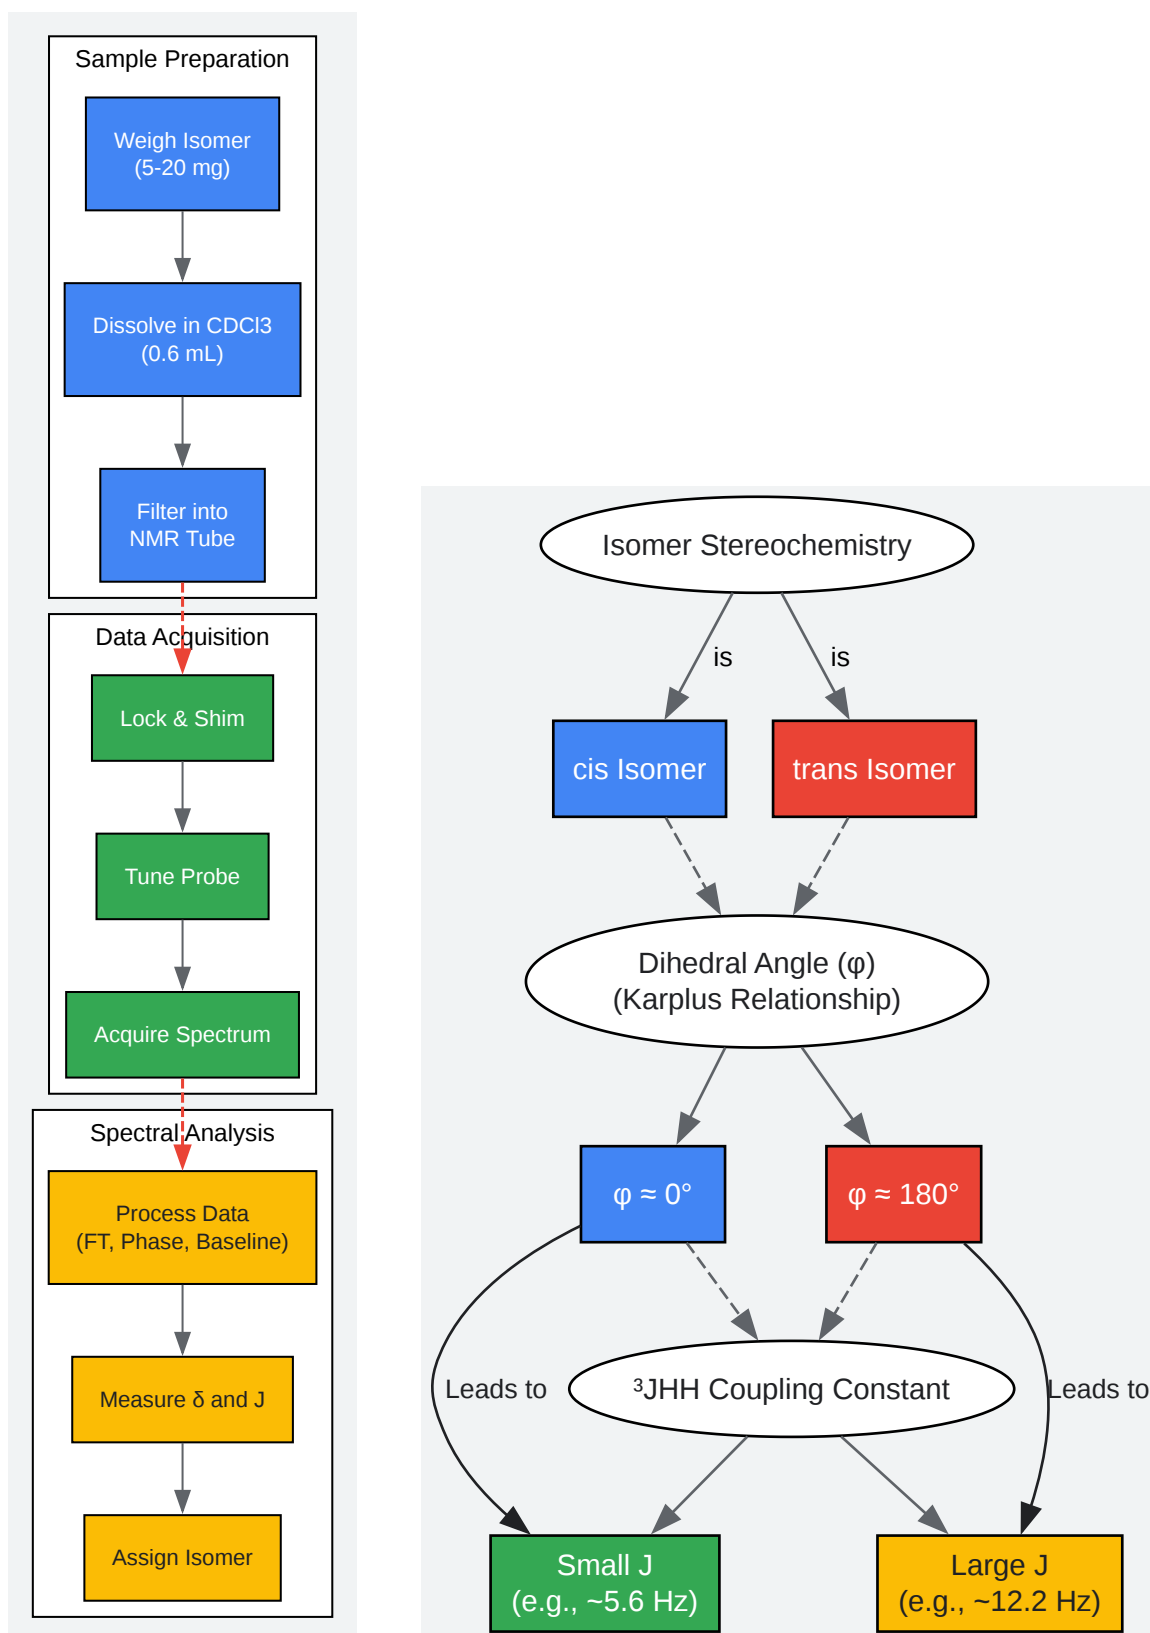 Sample Preparation
Weigh Isomer
(5-20 mg)
Dissolve in CDCl3
(0.6 mL)
Filter into
NMR Tube
Data Acquisition
Lock & Shim
Tune Probe
Acquire Spectrum
Spectral Analysis
Process Data
(FT, Phase, Baseline)
Measure δ and J
Assign Isomer
Isomer Stereochemistry
is
is
cis Isomer
trans Isomer
Dihedral Angle (φ)
(Karplus Relationship)
φ ≈ 0°
φ ≈ 180°
Leads to
³JHH Coupling Constant
Leads to
Small J
(e.g., ~5.6 Hz)
Large J
(e.g., ~12.2 Hz)